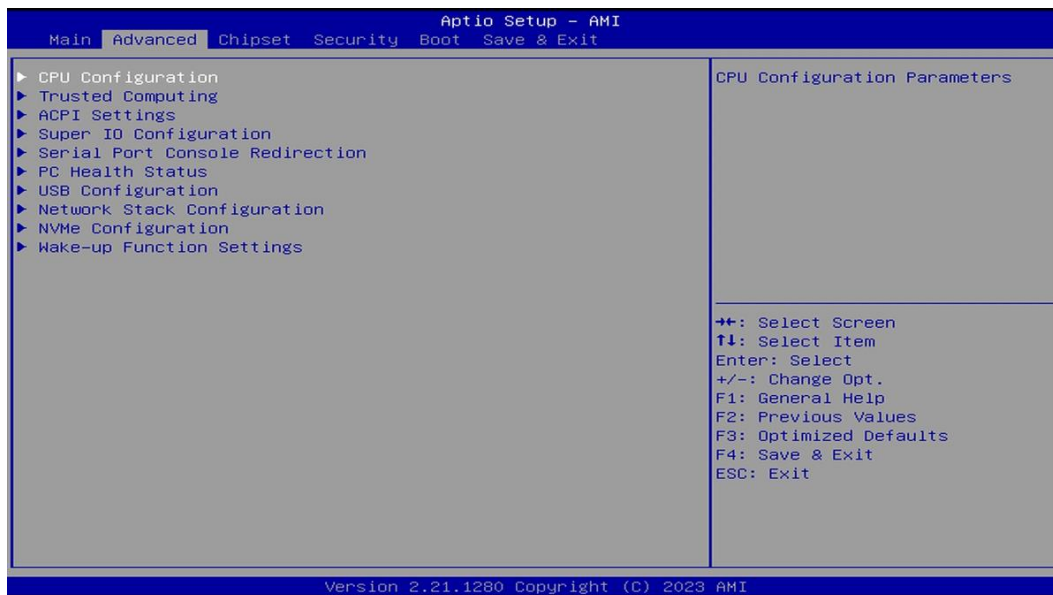 Aptio Setup – AMI
Main Advanced Chipset Security Boot Save & Exit
▶ CPU Configuration
▶ Trusted Computing
▶ ACPI Settings
▶ Super IO Configuration
▶ Serial Port Console Redirection
▶ PC Health Status
▶ USB Configuration
▶ Network Stack Configuration
▶ NVMe Configuration
▶ Wake-up Function Settings
CPU Configuration Parameters
→←: Select Screen
↑↓: Select Item
Enter: Select
+/-: Change Opt.
F1: General Help
F2: Previous Values
F3: Optimized Defaults
F4: Save & Exit
ESC: Exit
Version 2.21.1280 Copyright (C) 2023 AMI